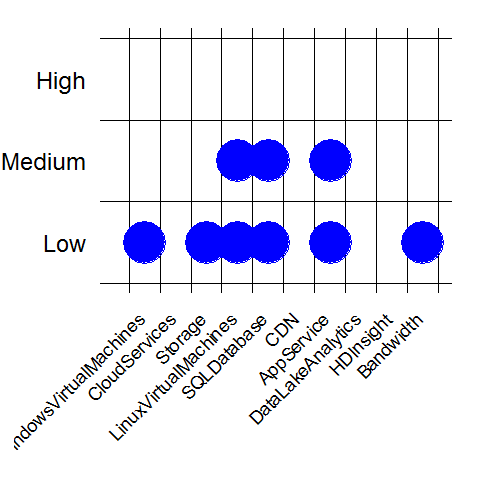 High
Medium
Low
ndowsVirtualMachines
CloudServices
Storage
LinuxVirtualMachines
SQLDatabase
CDN
AppService
DataLakeAnalytics
HDInsight
Bandwidth